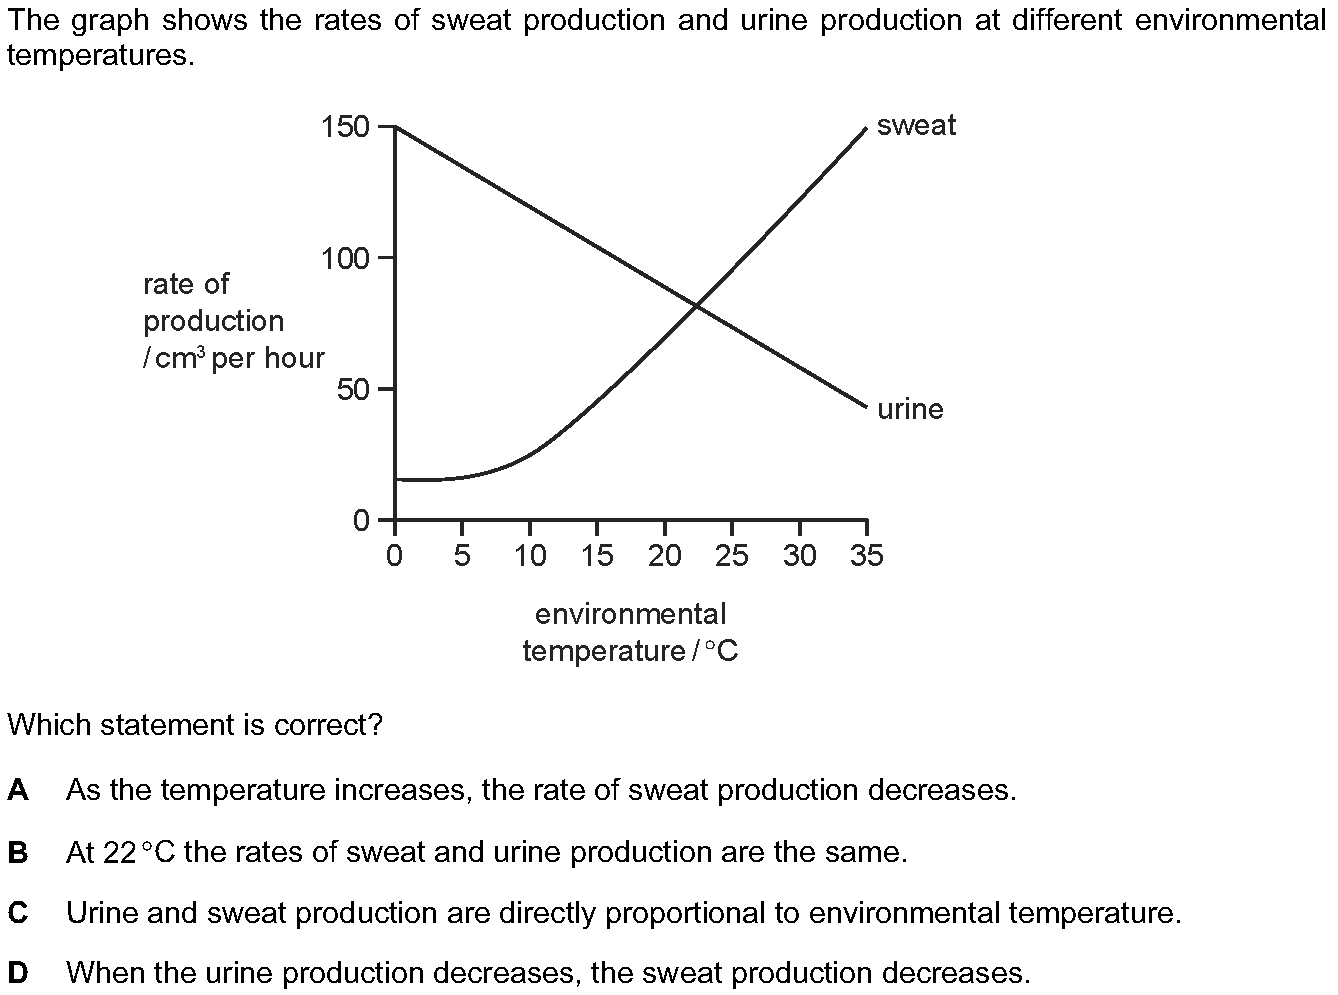 The graph shows the rates of sweat production and urine production at different environmental
temperatures.
150
sweat
100
rate of
production
/ cm³ per hour
50
urine
0
0 5 10 15 20 25 30 35
environmental
temperature / °C
Which statement is correct?
A As the temperature increases, the rate of sweat production decreases.
B At 22 °C the rates of sweat and urine production are the same.
C Urine and sweat production are directly proportional to environmental temperature.
D When the urine production decreases, the sweat production decreases.